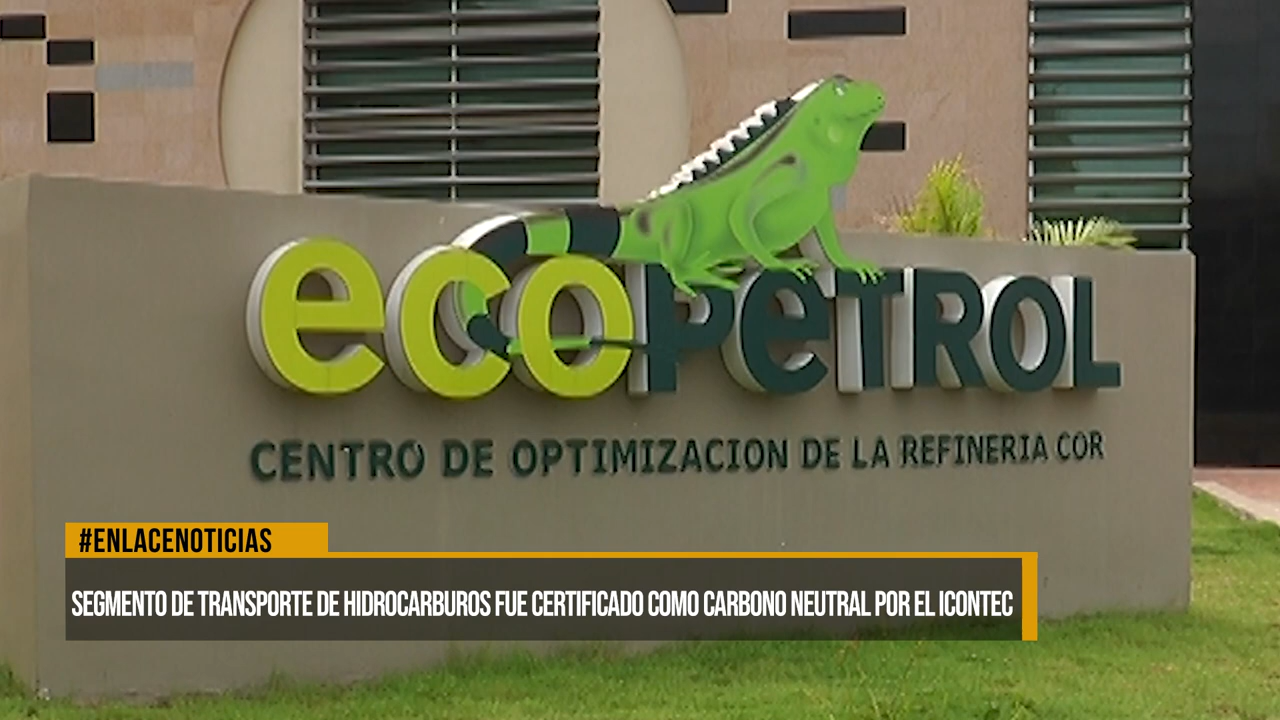 ecoPeTROL
CENTRO DE OPTIMIZACION DE LA REFINERIA COR
#ENLACENOTICIAS
SEGMENTO DE TRANSPORTE DE HIDROCARBUROS FUE CERTIFICADO COMO CARBONO NEUTRAL POR EL ICONTEC